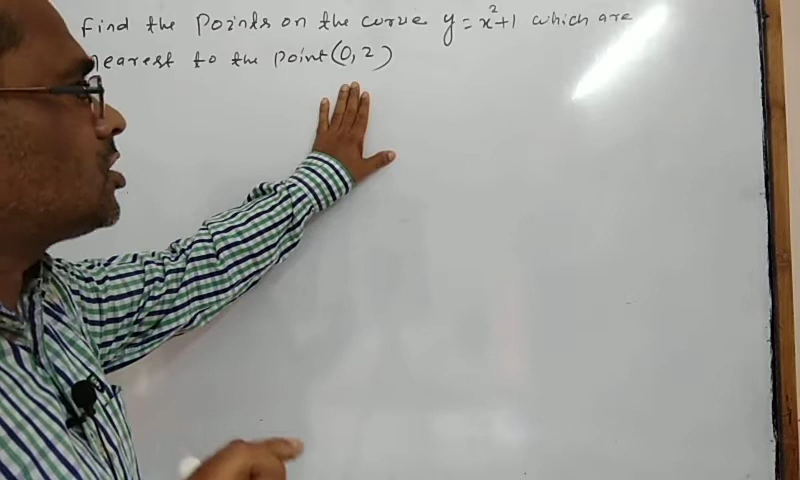 Find the Points on the curve y = x²+1 which are
nearest to the point (0, 2)